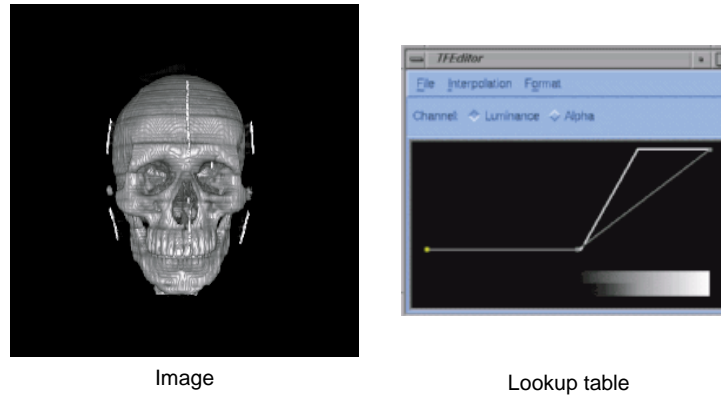 TFEditor
File Interpolation Format
Channel: Luminance Alpha
Image
Lookup table